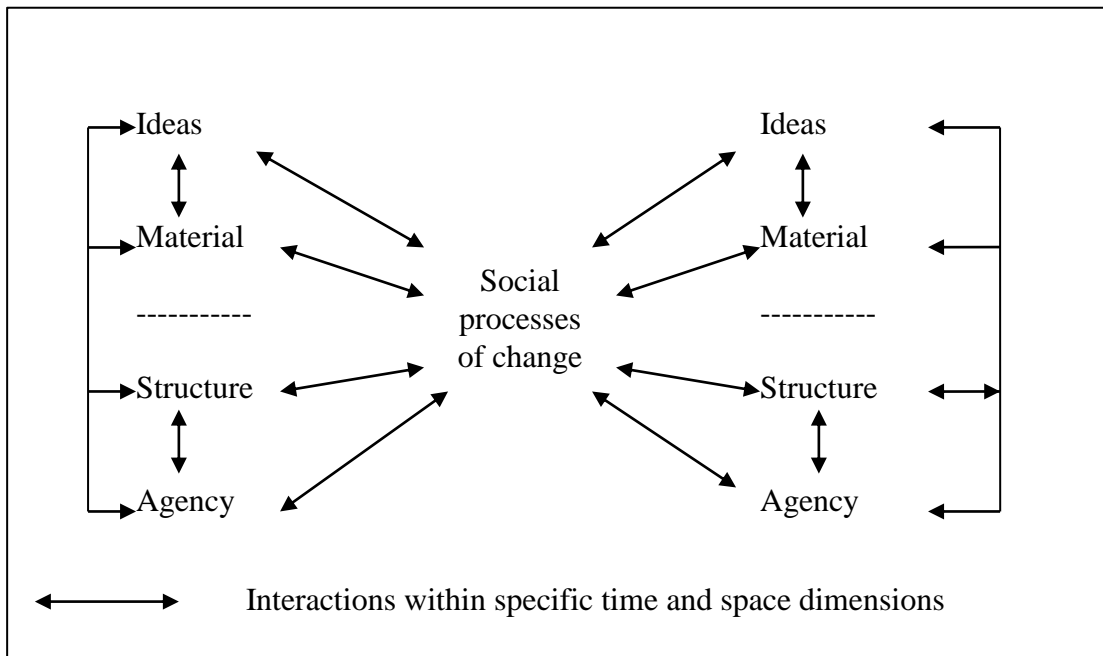 Ideas
Ideas
Material
Material
Social
processes
of change
-----------
-----------
Structure
Structure
Agency
Agency
Interactions within specific time and space dimensions